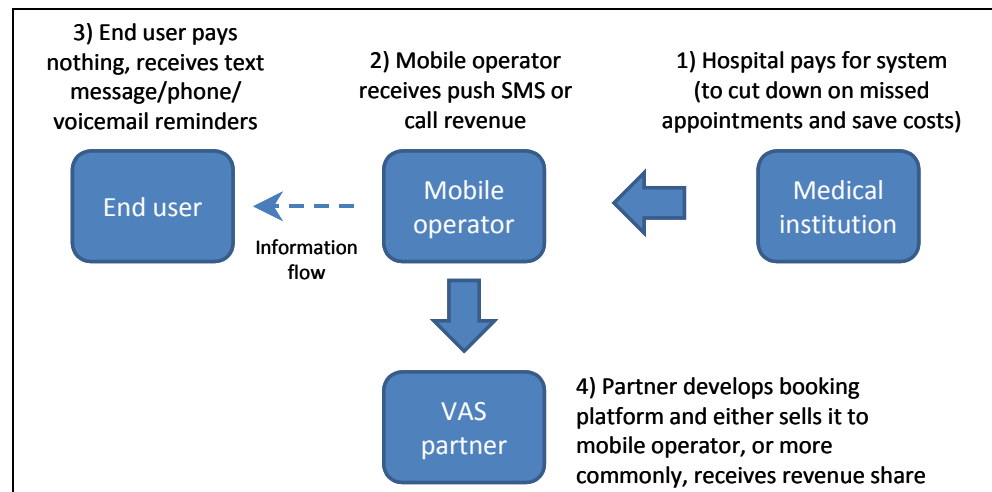 3) End user pays
nothing, receives text
message/phone/
voicemail reminders
2) Mobile operator
receives push SMS or
call revenue
1) Hospital pays for system
(to cut down on missed
appointments and save costs)
End user
Mobile
operator
Medical
institution
Information
flow
VAS
partner
4) Partner develops booking
platform and either sells it to
mobile operator, or more
commonly, receives revenue share